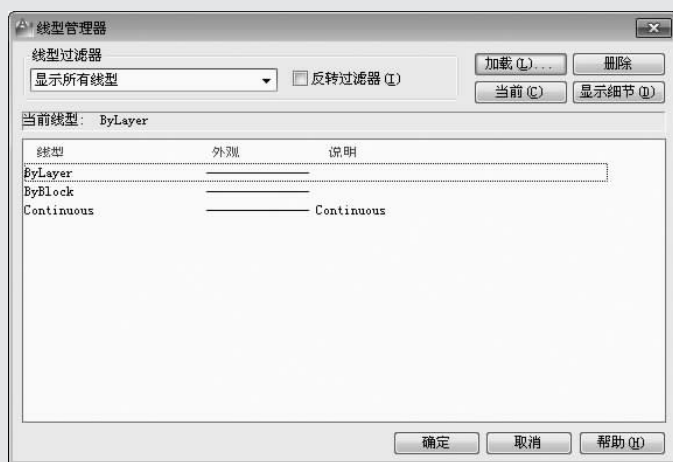 线型管理器
线型过滤器
显示所有线型
反转过滤器(I)
加载(L)...
删除
当前(C)
显示细节(D)
当前线型: ByLayer
线型 外观 说明
ByLayer
ByBlock
Continuous Continuous
确定 取消 帮助(H)